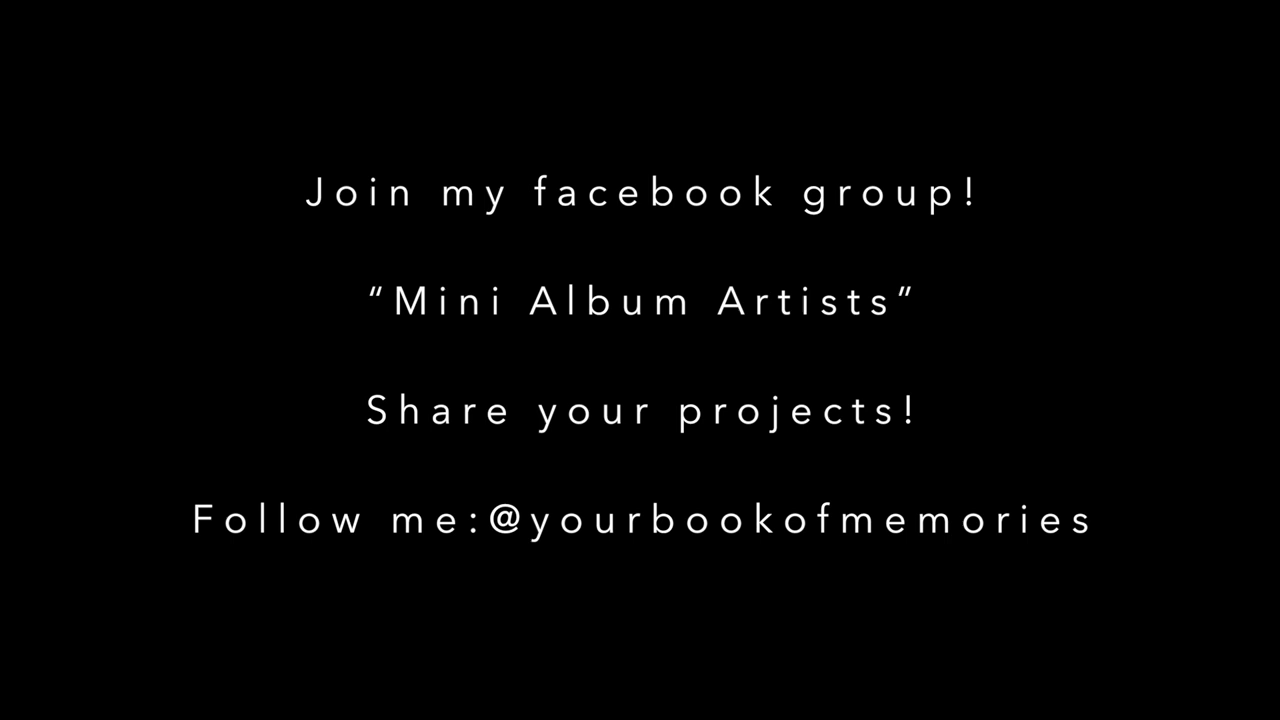 Join my facebook group!
“Mini Album Artists”
Share your projects!
Follow me:@yourbookofmemories